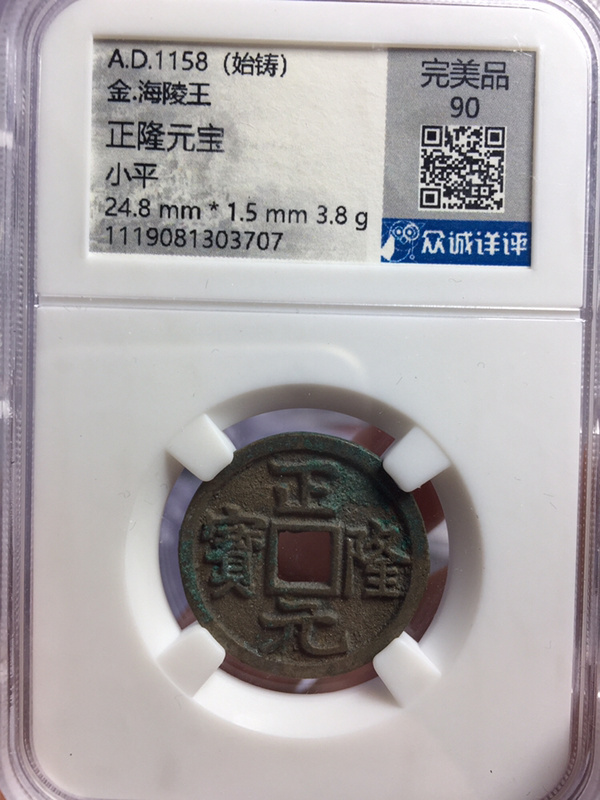 A.D.1158（始铸）
金.海陵王
正隆元宝
小平
24.8 mm * 1.5 mm 3.8 g
1119081303707
完美品
90
众诚详评
正
隆
元
寶